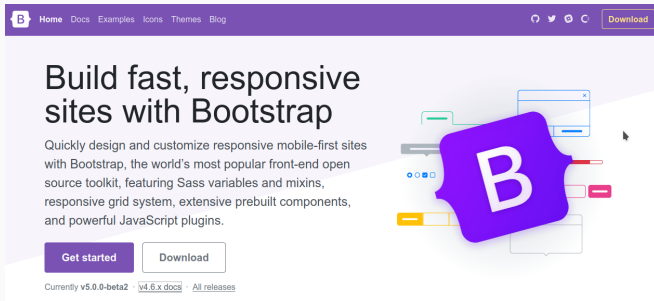 B Home Docs Examples Icons Themes Blog Download
Build fast, responsive
sites with Bootstrap
Quickly design and customize responsive mobile-first sites
with Bootstrap, the world's most popular front-end open
source toolkit, featuring Sass variables and mixins,
responsive grid system, extensive prebuilt components,
and powerful JavaScript plugins.
B
Get started Download
Currently v5.0.0-beta2 · v4.6.x docs · All releases